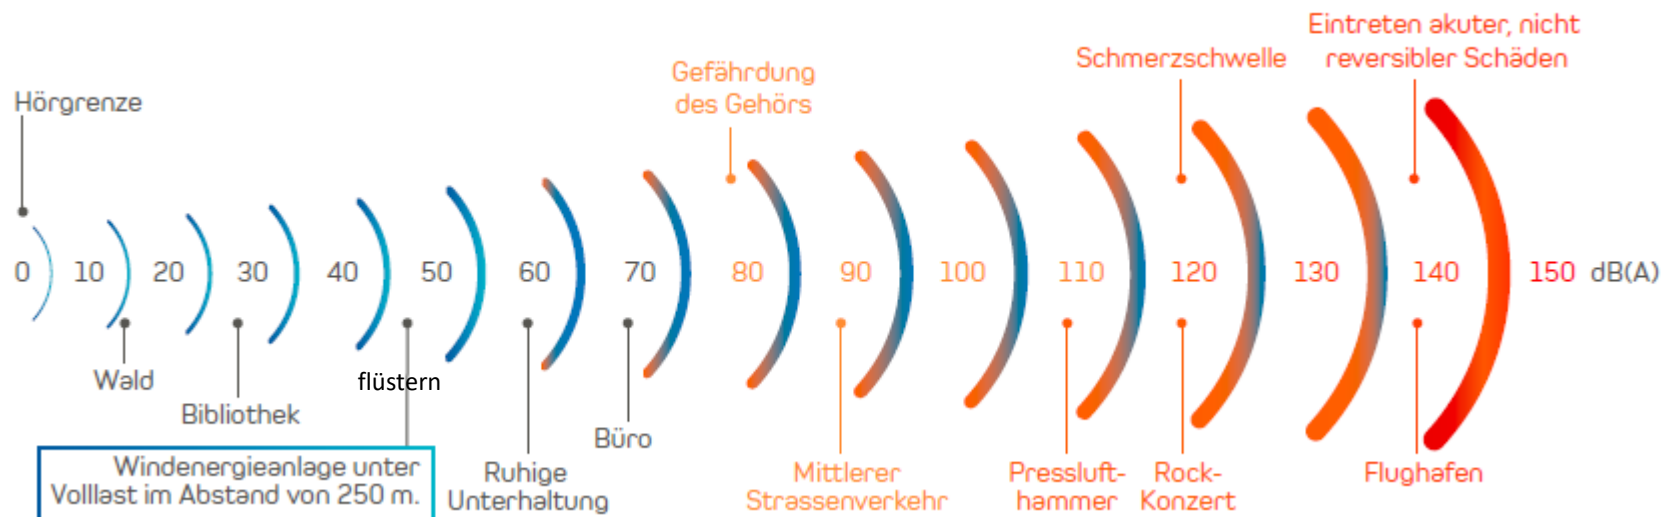 Eintreten akuter, nicht
reversibler Schäden
Schmerzschwelle
Gefährdung
des Gehörs
Hörgrenze
0 10 20 30 40 50 60 70 80 90 100 110 120 130 140 150 dB(A)
Wald
flüstern
Bibliothek
Büro
Windenergieanlage unter
Volllast im Abstand von 250 m.
Ruhige
Unterhaltung
Mittlerer
Strassenverkehr
Pressluft-
hammer
Rock-
Konzert
Flughafen